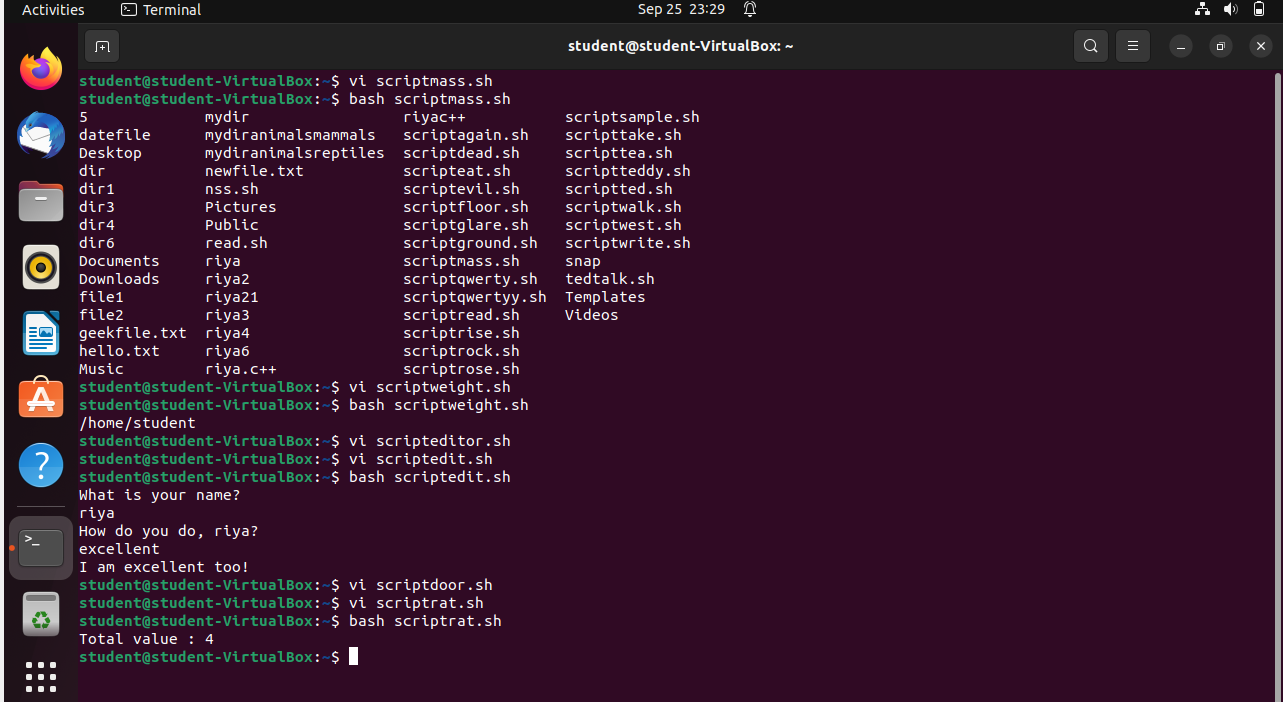 Activities Terminal Sep 25 23:29
student@student-VirtualBox: ~
student@student-VirtualBox:~$ vi scriptmass.sh
student@student-VirtualBox:~$ bash scriptmass.sh
5 mydir riyac++ scriptsample.sh
datefile mydiranimalsmammals scriptagain.sh scripttake.sh
Desktop mydiranimalsreptiles scriptdead.sh scripttea.sh
dir newfile.txt scripteat.sh scriptteddy.sh
dir1 nss.sh scriptevil.sh scriptted.sh
dir3 Pictures scriptfloor.sh scriptwalk.sh
dir4 Public scriptglare.sh scriptwest.sh
dir6 read.sh scriptground.sh scriptwrite.sh
Documents riya scriptmass.sh snap
Downloads riya2 scriptqwerty.sh tedtalk.sh
file1 riya21 scriptqwertyy.sh Templates
file2 riya3 scriptread.sh Videos
geekfile.txt riya4 scriptrise.sh
hello.txt riya6 scriptrock.sh
Music riya.c++ scriptrose.sh
student@student-VirtualBox:~$ vi scriptweight.sh
student@student-VirtualBox:~$ bash scriptweight.sh
/home/student
student@student-VirtualBox:~$ vi scripteditor.sh
student@student-VirtualBox:~$ vi scriptedit.sh
student@student-VirtualBox:~$ bash scriptedit.sh
What is your name?
riya
How do you do, riya?
excellent
I am excellent too!
student@student-VirtualBox:~$ vi scriptdoor.sh
student@student-VirtualBox:~$ vi scriptrat.sh
student@student-VirtualBox:~$ bash scriptrat.sh
Total value : 4
student@student-VirtualBox:~$